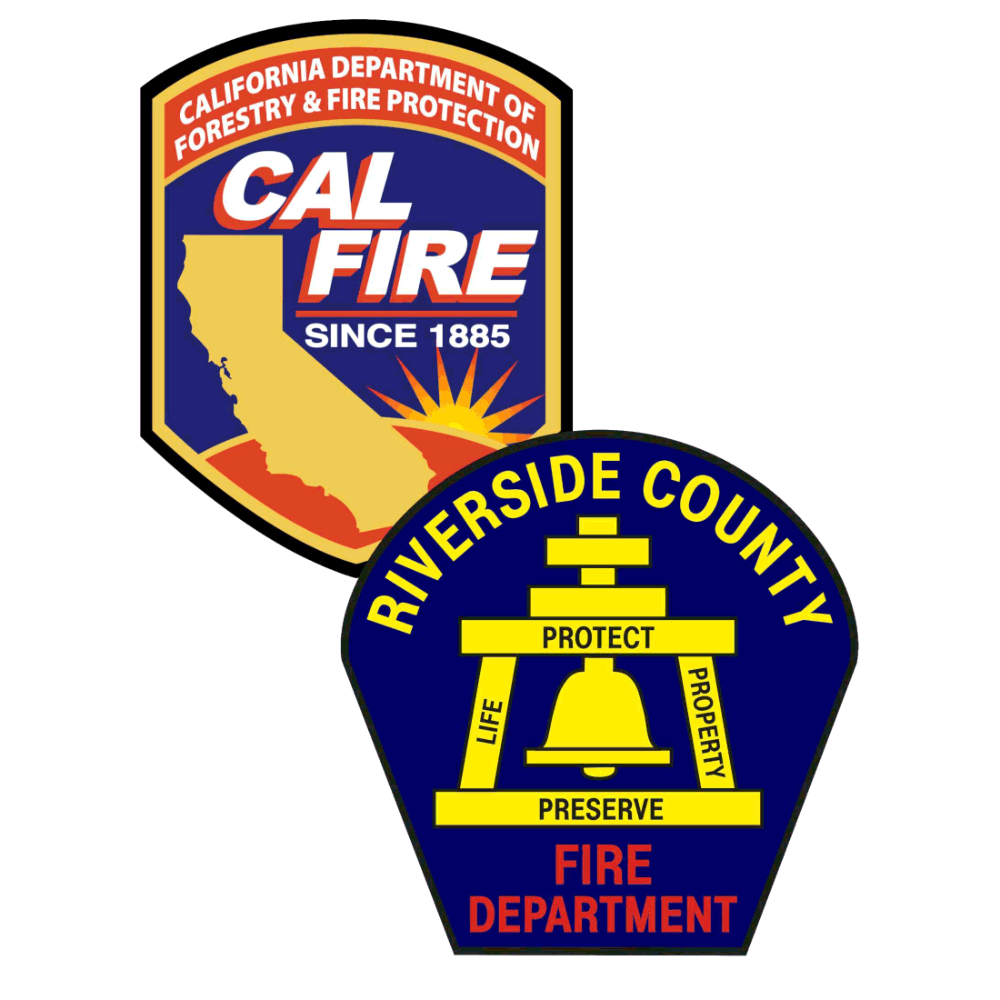 CALIFORNIA DEPARTMENT OF
FORESTRY & FIRE PROTECTION
CAL
FIRE
SINCE 1885
RIVERSIDE COUNTY
PROTECT
LIFE
PROPERTY
PRESERVE
FIRE
DEPARTMENT